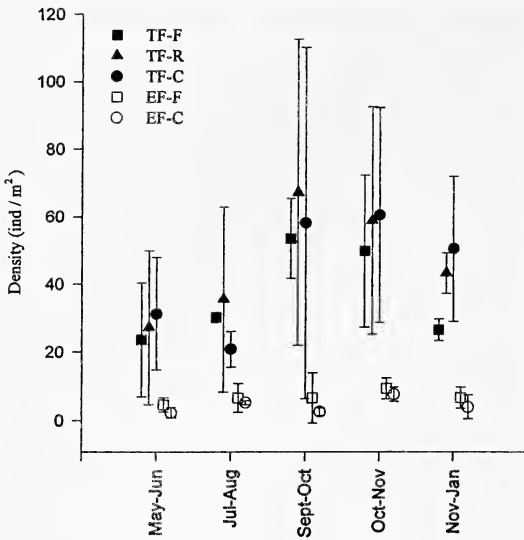 120
100
80
60
40
20
0
Density (ind / m²)
TF-F
TF-R
TF-C
EF-F
EF-C
May-Jun
Jul-Aug
Sept-Oct
Oct-Nov
Nov-Jan